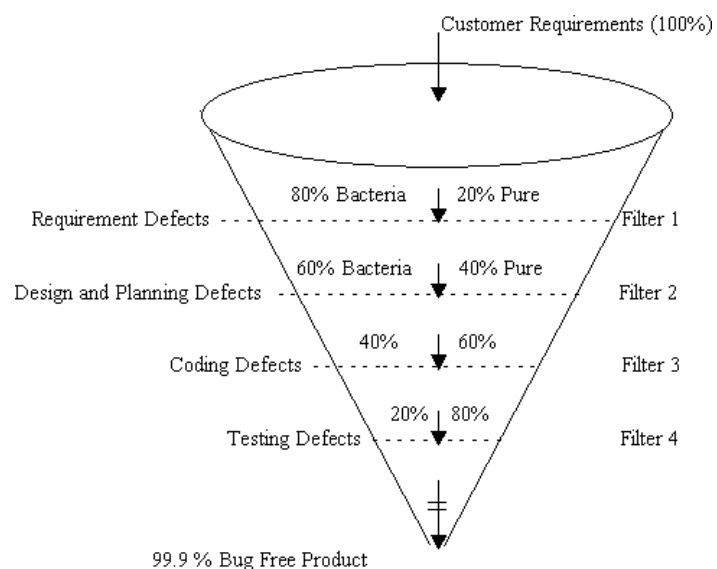 Customer Requirements (100%)
80% Bacteria 20% Pure
Requirement Defects Filter 1
60% Bacteria 40% Pure
Design and Planning Defects Filter 2
40% 60%
Coding Defects Filter 3
20% 80%
Testing Defects Filter 4
99.9 % Bug Free Product